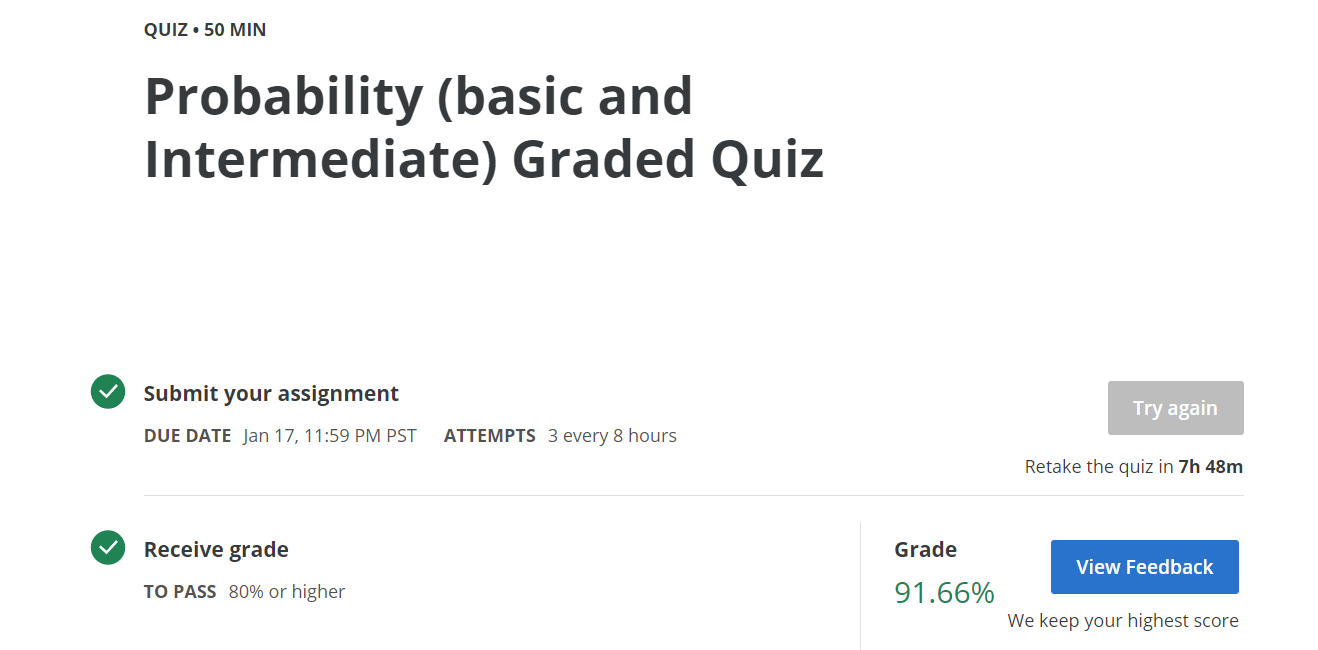 QUIZ • 50 MIN
Probability (basic and
Intermediate) Graded Quiz
Submit your assignment
DUE DATE Jan 17, 11:59 PM PST ATTEMPTS 3 every 8 hours
Try again
Retake the quiz in 7h 48m
Receive grade
TO PASS 80% or higher
Grade
91.66%
View Feedback
We keep your highest score